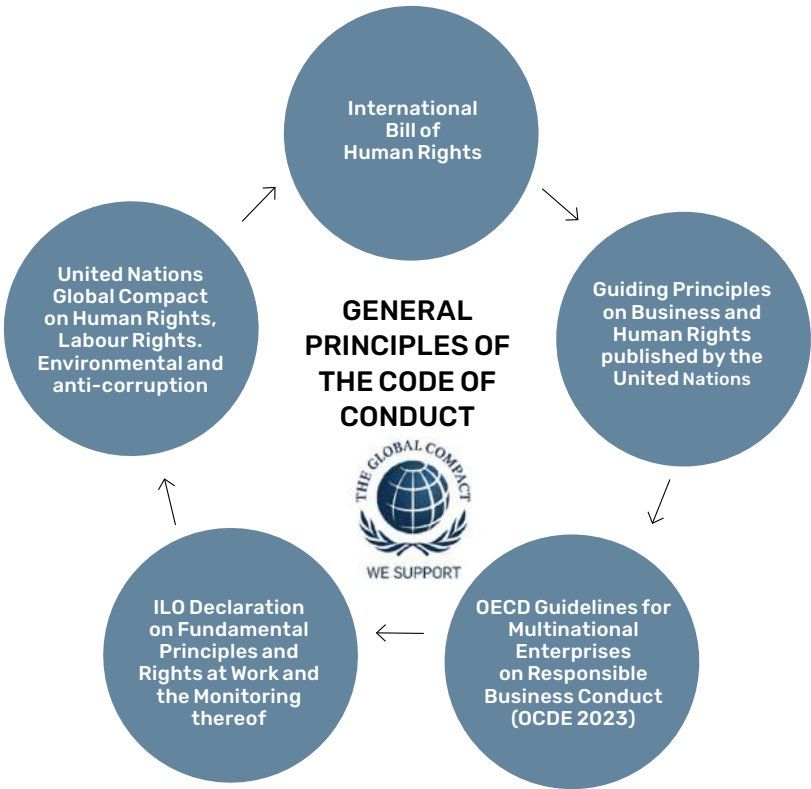 International
Bill of
Human Rights
Guiding Principles
on Business and
Human Rights
published by the
United Nations
OECD Guidelines for
Multinational
Enterprises
on Responsible
Business Conduct
(OCDE 2023)
ILO Declaration
on Fundamental
Principles and
Rights at Work and
the Monitoring
thereof
United Nations
Global Compact
on Human Rights,
Labour Rights.
Environmental and
anti-corruption
GENERAL
PRINCIPLES OF
THE CODE OF
CONDUCT
THE GLOBAL COMPACT
WE SUPPORT